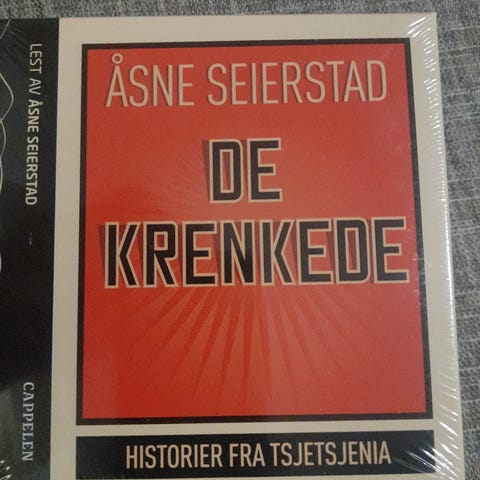 LEST AV ÅSNE SEIERSTAD
CAPPELEN
ÅSNE SEIERSTAD
DE
KRENKEDE
HISTORIER FRA TSJETSJENIA